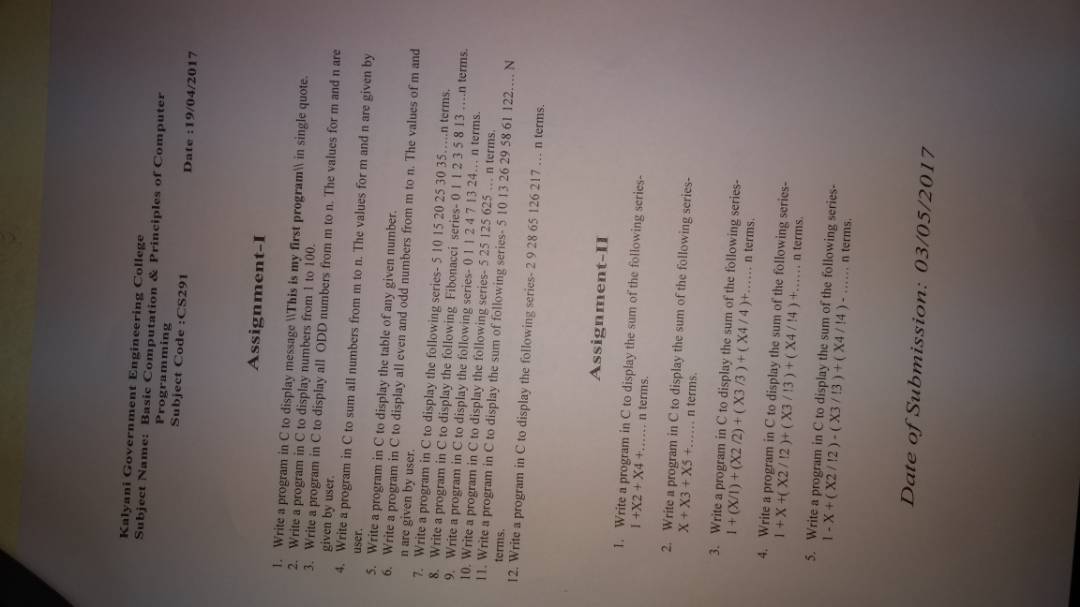 Kalyani Government Engineering College
Subject Name: Basic Computation & Principles of Computer
Programming
Subject Code :CS291
Date :19/04/2017
Assignment-I
1. Write a program in C to display message \\This is my first program\\ in single quote.
2. Write a program in C to display numbers from 1 to 100.
3. Write a program in C to display all ODD numbers from m to n. The values for m and n are
given by user.
4. Write a program in C to sum all numbers from m to n. The values for m and n are given by
user.
5. Write a program in C to display the table of any given number.
6. Write a program in C to display all even and odd numbers from m to n. The values of m and
n are given by user.
7. Write a program in C to display the following series- 5 10 15 20 25 30 35…..n terms.
8. Write a program in C to display the following Fibonacci series- 0 1 1 2 3 5 8 13 ….n terms.
9. Write a program in C to display the following series- 0 1 1 2 4 7 13 24… n terms.
10. Write a program in C to display the following series- 5 25 125 625 … n terms.
11. Write a program in C to display the sum of following series- 5 10 13 26 29 58 61 122…. N
terms.
12. Write a program in C to display the following series- 2 9 28 65 126 217 … n terms.
Assignment-II
1. Write a program in C to display the sum of the following series-
1 +X2 + X4 +…… n terms.
2. Write a program in C to display the sum of the following series-
X + X3 + X5 +…… n terms.
3. Write a program in C to display the sum of the following series-
1 + (X/1) + (X2 /2) + ( X3 /3 ) + ( X4 / 4 )+…… n terms.
4. Write a program in C to display the sum of the following series-
1 + X +( X2 / !2 )+ ( X3 / !3 ) + ( X4 / !4 ) +…… n terms.
5. Write a program in C to display the sum of the following series-
1 - X + ( X2 / !2 ) - ( X3 / !3 ) + ( X4 / !4 ) - …… n terms.
Date of Submission: 03/05/2017